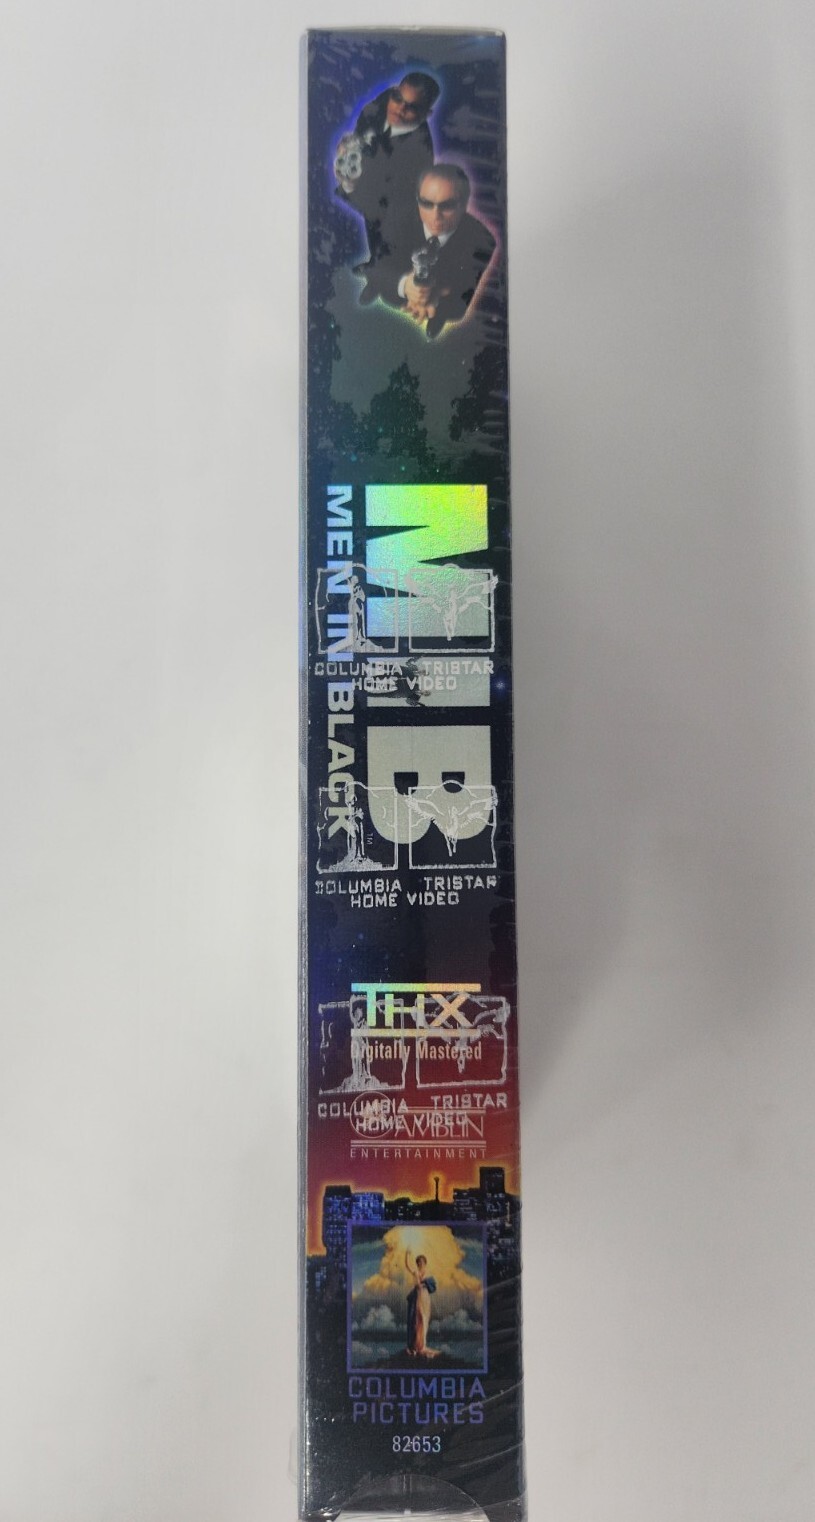 MIB
MEN IN BLACK™
COLUMBIA TRISTAR
HOME VIDEO
COLUMBIA TRISTAR
HOME VIDEO
THX
Digitally Mastered
COLUMBIA TRISTAR
HOME VIDEO
AMBLIN
ENTERTAINMENT
COLUMBIA
PICTURES
82653